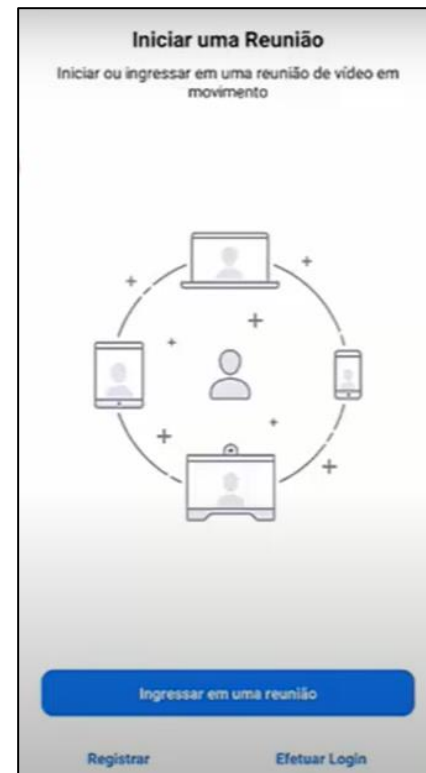 Iniciar uma Reunião
Iniciar ou ingressar em uma reunião de vídeo em
movimento
Ingressar em uma reunião
Registrar
Efetuar Login